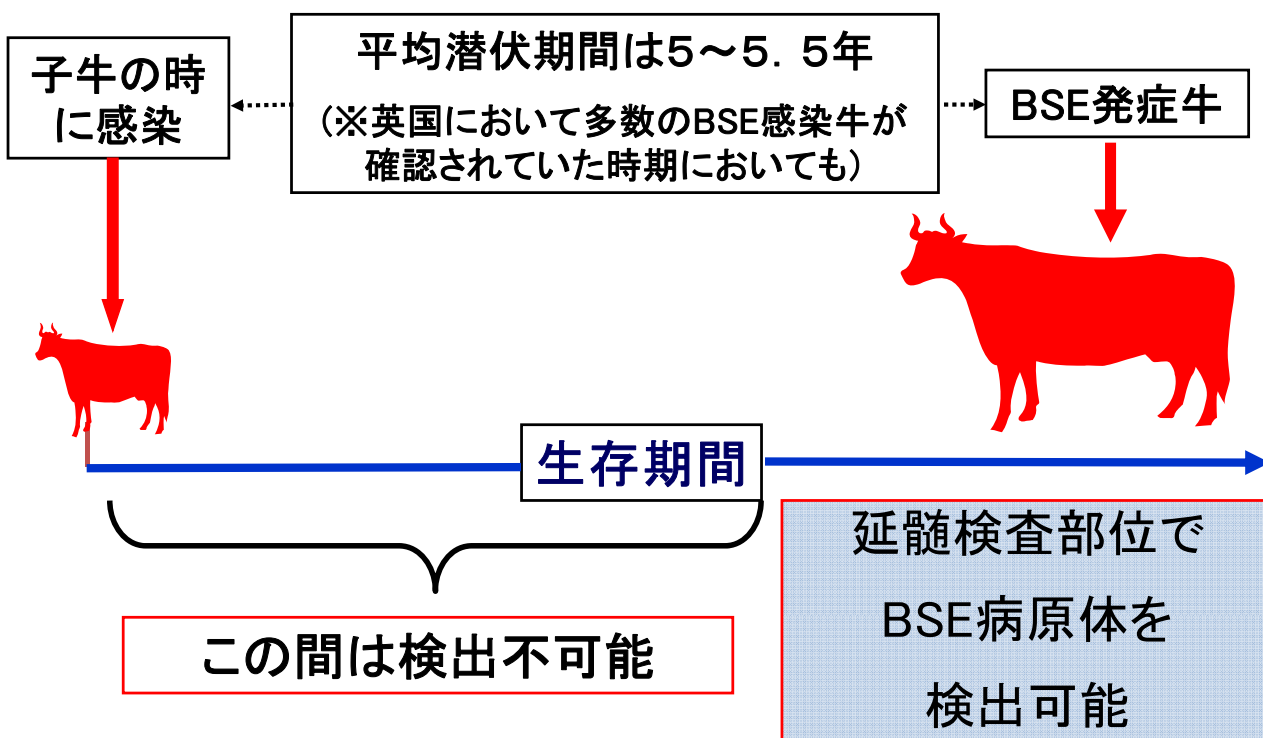 子牛の時
に感染
平均潜伏期間は5～5．5年
(※英国において多数のBSE感染牛が
確認されていた時期においても)
BSE発症牛
生存期間
この間は検出不可能
延髄検査部位で
BSE病原体を
検出可能